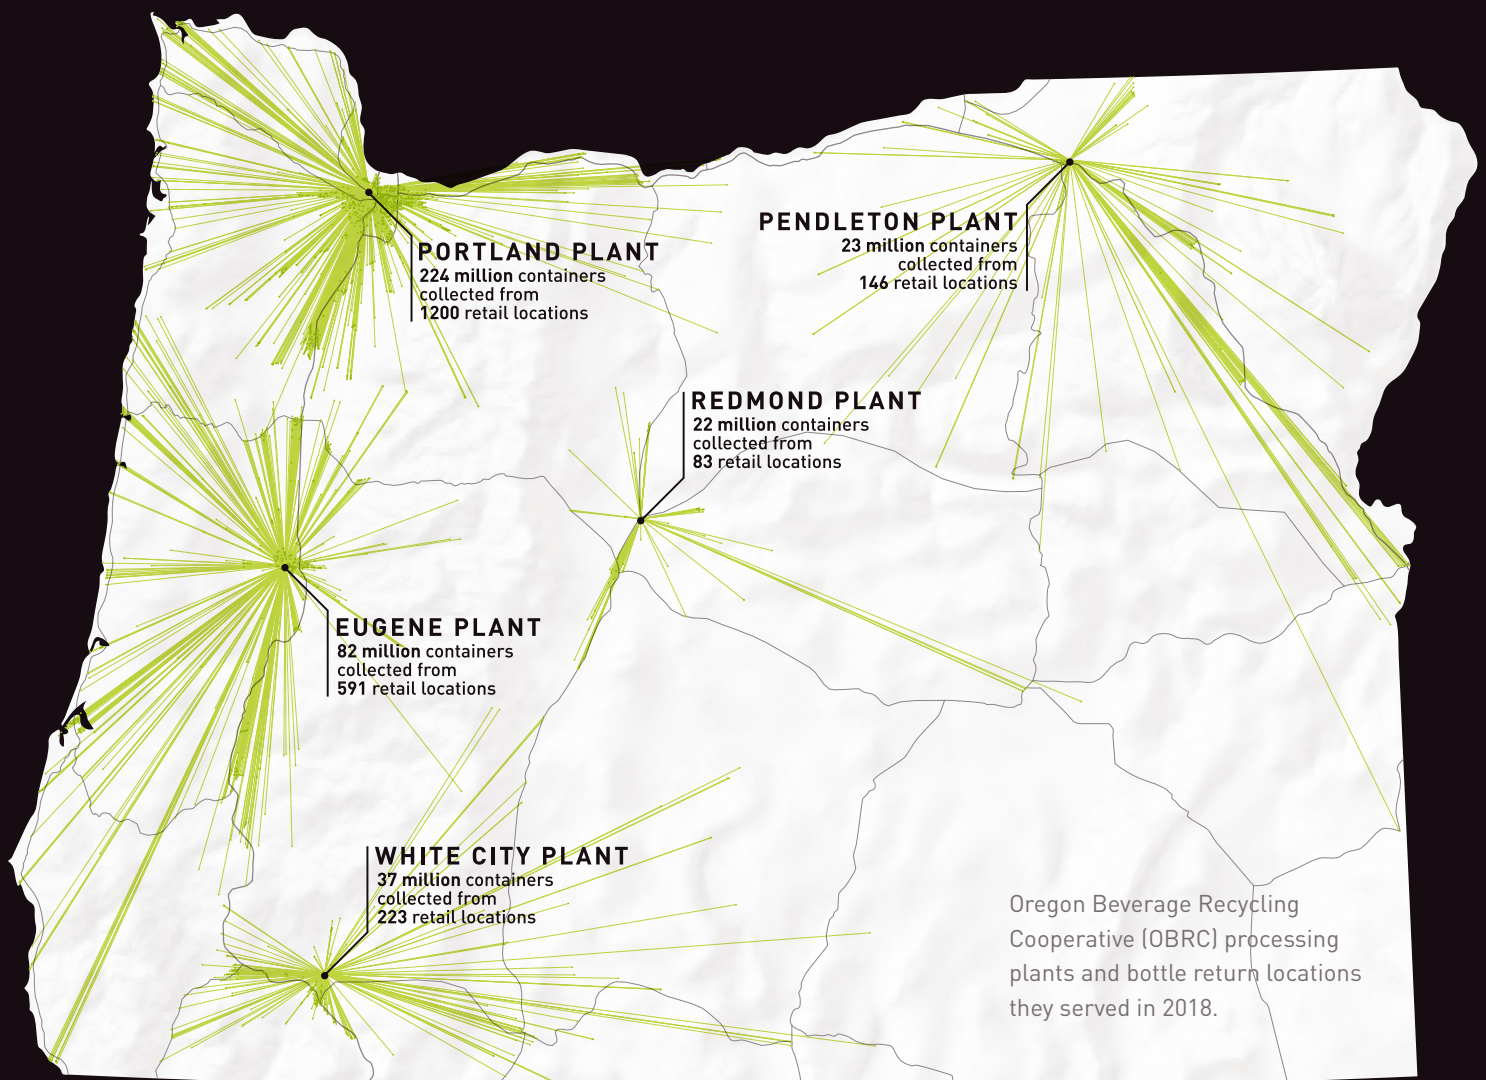 PORTLAND PLANT
224 million containers
collected from
1200 retail locations
PENDLETON PLANT
23 million containers
collected from
146 retail locations
REDMOND PLANT
22 million containers
collected from
83 retail locations
EUGENE PLANT
82 million containers
collected from
591 retail locations
WHITE CITY PLANT
37 million containers
collected from
223 retail locations
Oregon Beverage Recycling
Cooperative (OBRC) processing
plants and bottle return locations
they served in 2018.